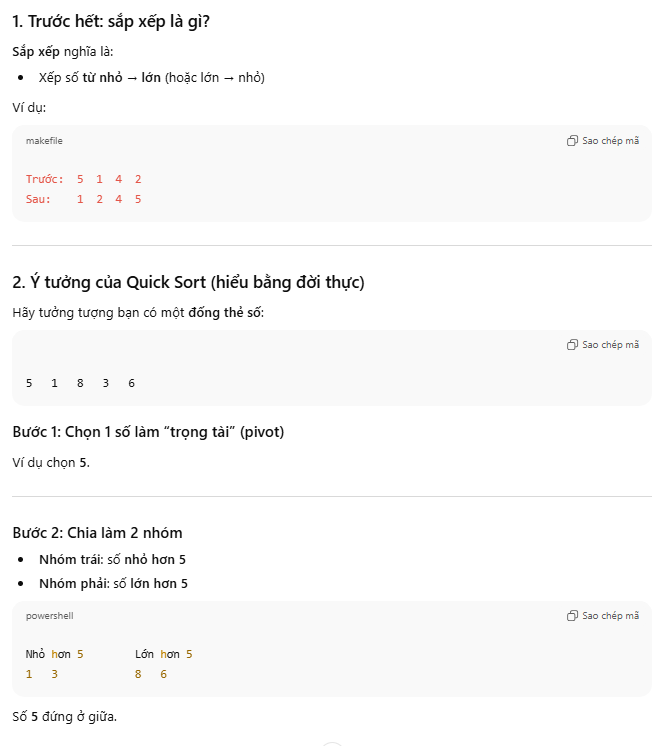 1. Trước hết: sắp xếp là gì?
Sắp xếp nghĩa là:
Xếp số từ nhỏ → lớn (hoặc lớn → nhỏ)
Ví dụ:
makefile
Sao chép mã
Trước: 5 1 4 2
Sau: 1 2 4 5
2. Ý tưởng của Quick Sort (hiểu bằng đời thực)
Hãy tưởng tượng bạn có một đống thẻ số:
Sao chép mã
5 1 8 3 6
Bước 1: Chọn 1 số làm “trọng tài” (pivot)
Ví dụ chọn 5.
Bước 2: Chia làm 2 nhóm
Nhóm trái: số nhỏ hơn 5
Nhóm phải: số lớn hơn 5
powershell
Sao chép mã
Nhỏ hơn 5 Lớn hơn 5
1 3 8 6
Số 5 đứng ở giữa.